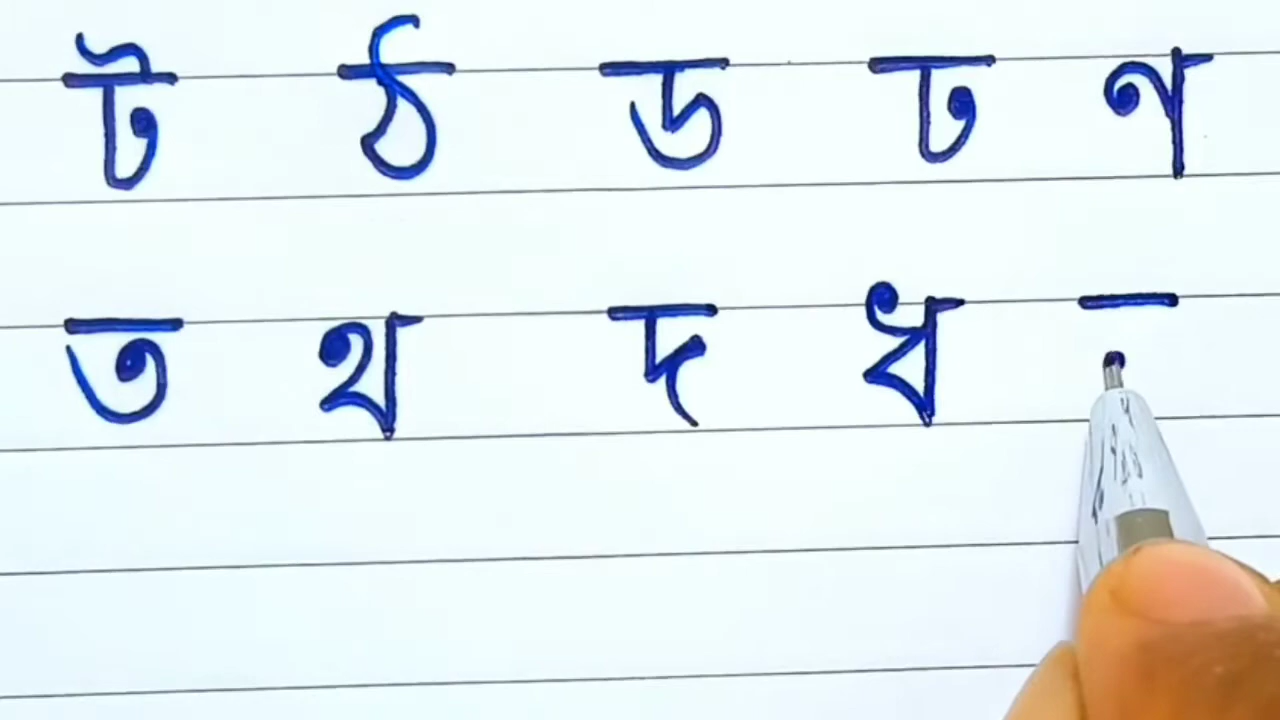 ট ঠ ড ঢ ণ
ত থ দ ধ